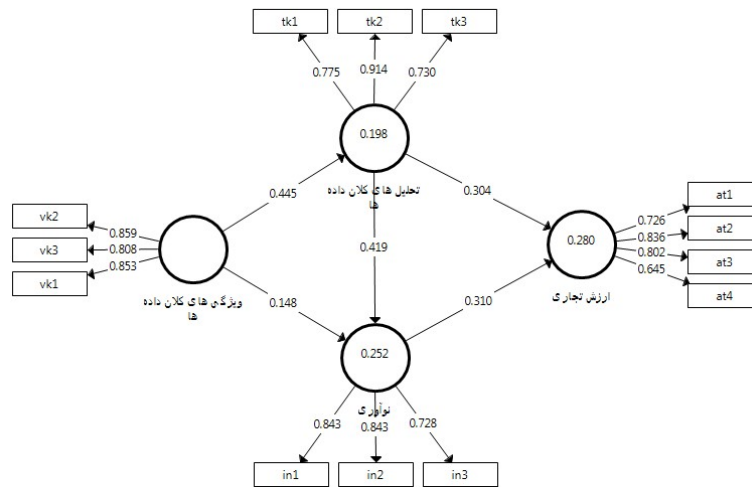 tk1 tk2 tk3
0.775 0.914 0.730
0.198
تحلیل های کلان داده
ها
0.445 0.304
vk2
vk3
vk1
0.859
0.808
0.853
ویژگی های کلان داده
ها
0.419
0.280
ارزش تجاری
0.726
0.836
0.802
0.645
at1
at2
at3
at4
0.148 0.310
0.252
نوآوری
0.843 0.843 0.728
in1 in2 in3